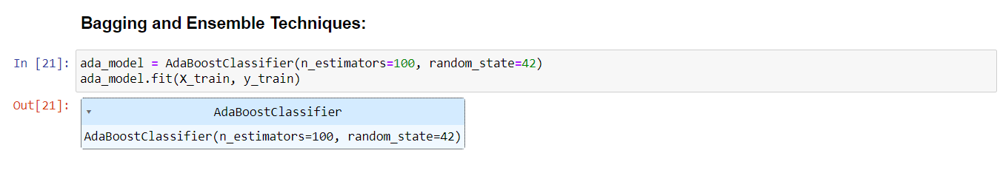 Bagging and Ensemble Techniques:
In [21]: ada_model = AdaBoostClassifier(n_estimators=100, random_state=42)
ada_model.fit(X_train, y_train)
Out[21]:
▾ AdaBoostClassifier
AdaBoostClassifier(n_estimators=100, random_state=42)